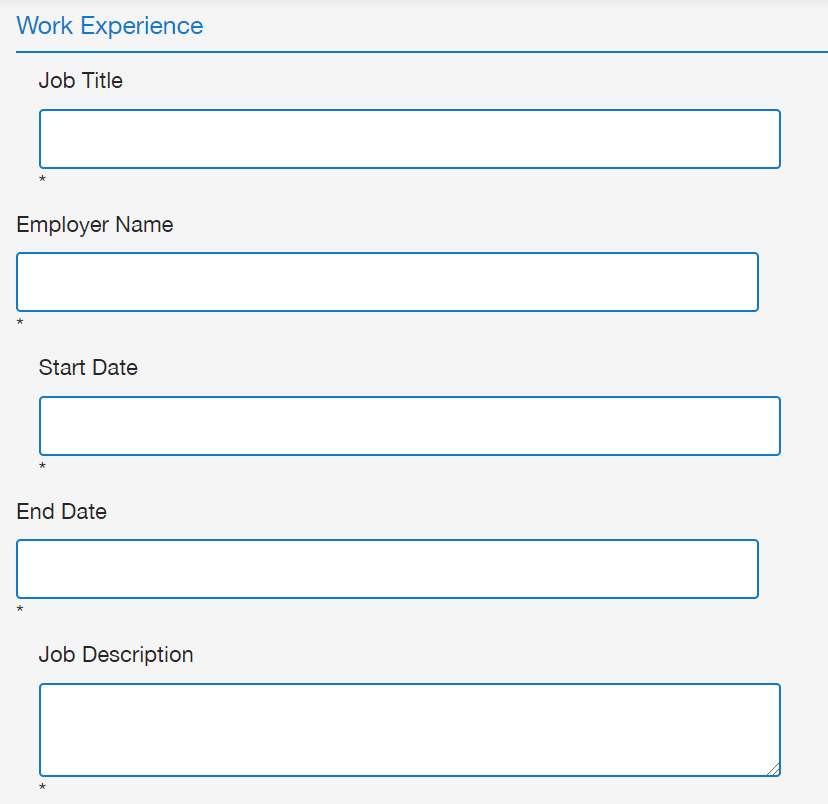 Work Experience
Job Title
*
Employer Name
*
Start Date
*
End Date
*
Job Description
*